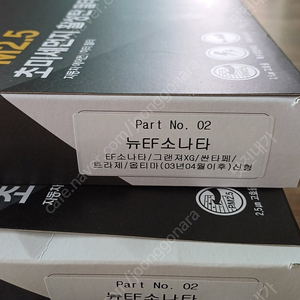 M2.5
초미세먼지
Part No. 02
뉴EF소나타
EF소나타/그랜져XG/싼타페/
트라제/옵티마(03년04월이후)신형
PM2.5
2.5㎛
Part No. 02
뉴EF소나타